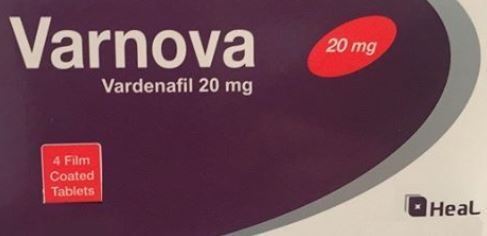 Varnova
20 mg
Vardenafil 20 mg
4 Film
Coated
Tablets
HeaL